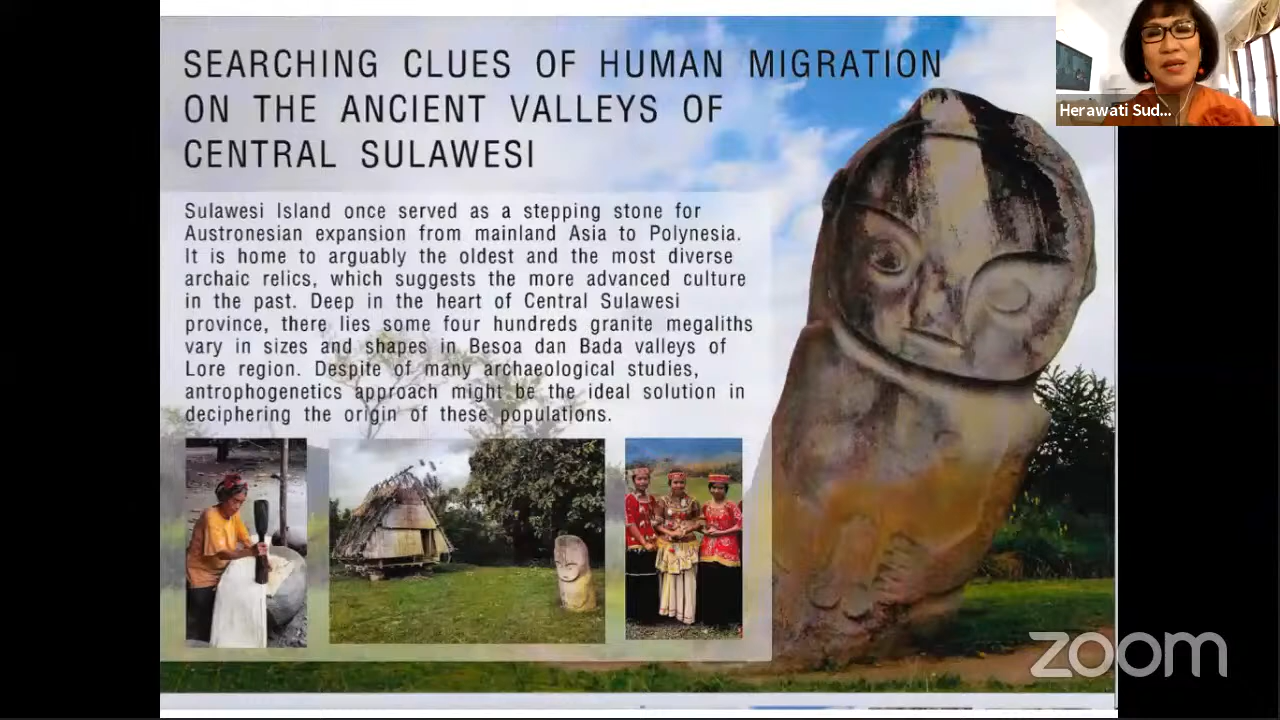 SEARCHING CLUES OF HUMAN MIGRATION
ON THE ANCIENT VALLEYS OF
CENTRAL SULAWESI
Herawati Sud...
Sulawesi Island once served as a stepping stone for
Austronesian expansion from mainland Asia to Polynesia.
It is home to arguably the oldest and the most diverse
archaic relics, which suggests the more advanced culture
in the past. Deep in the heart of Central Sulawesi
province, there lies some four hundreds granite megaliths
vary in sizes and shapes in Besoa dan Bada valleys of
Lore region. Despite of many archaeological studies,
antrophogenetics approach might be the ideal solution in
deciphering the origin of these populations.
zoom